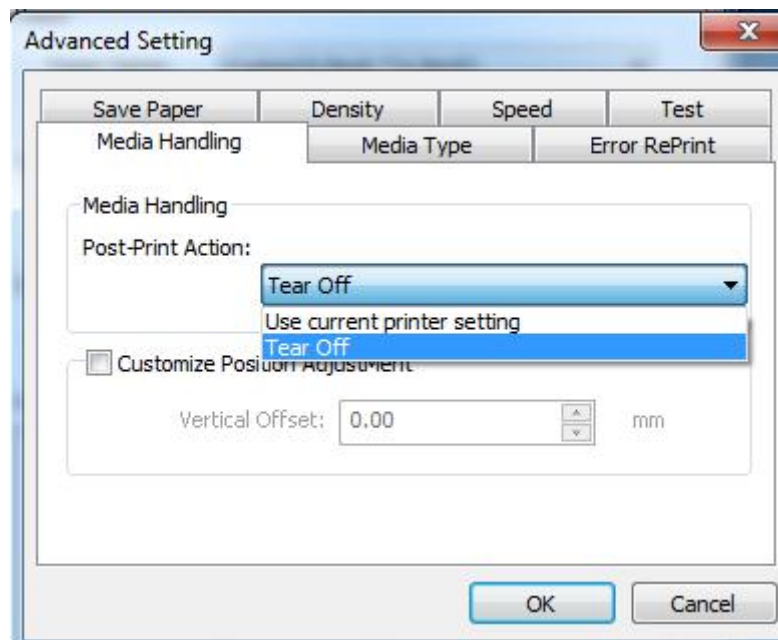 Advanced Setting
Save Paper Density Speed Test
Media Handling Media Type Error RePrint
Media Handling
Post-Print Action:
Tear Off
Use current printer setting
Tear Off
Customize Position Adjustment
Vertical Offset: 0.00 mm
OK Cancel